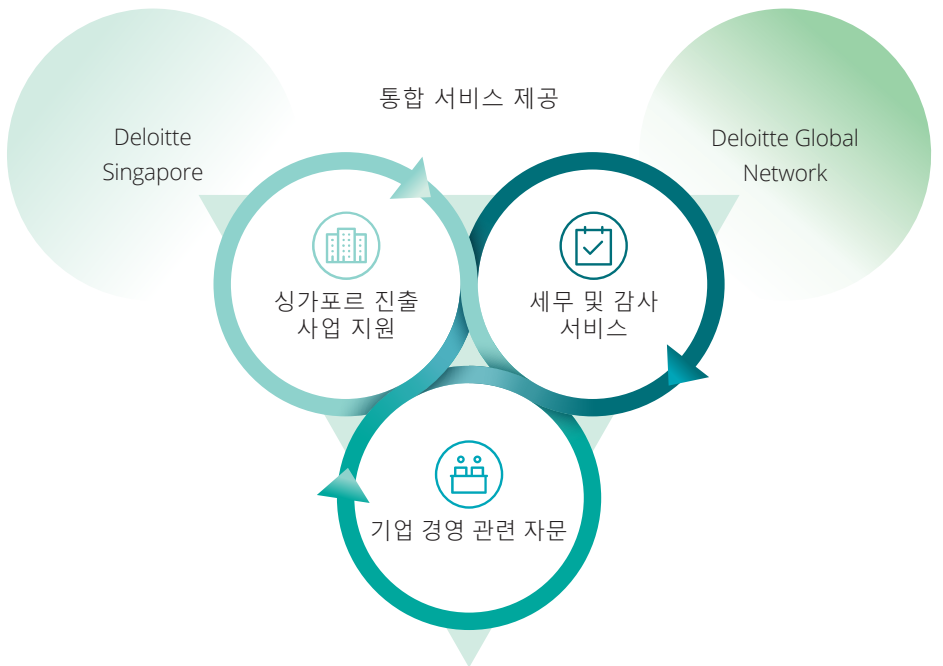 통합 서비스 제공
Deloitte
Singapore
Deloitte Global
Network
싱가포르 진출
사업 지원
세무 및 감사
서비스
기업 경영 관련 자문